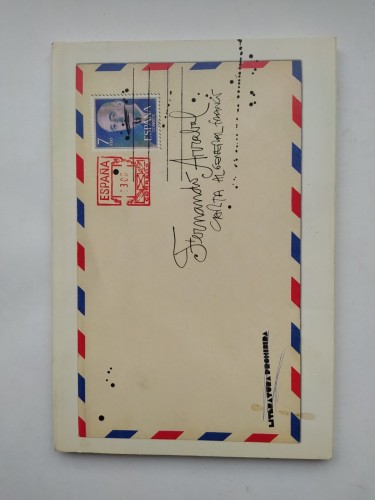 7
ESPAÑA
ESPAÑA
Fernando Arrabal
CARTA AL GENERAL FRANCO
LITERATURA PROHIBIDA